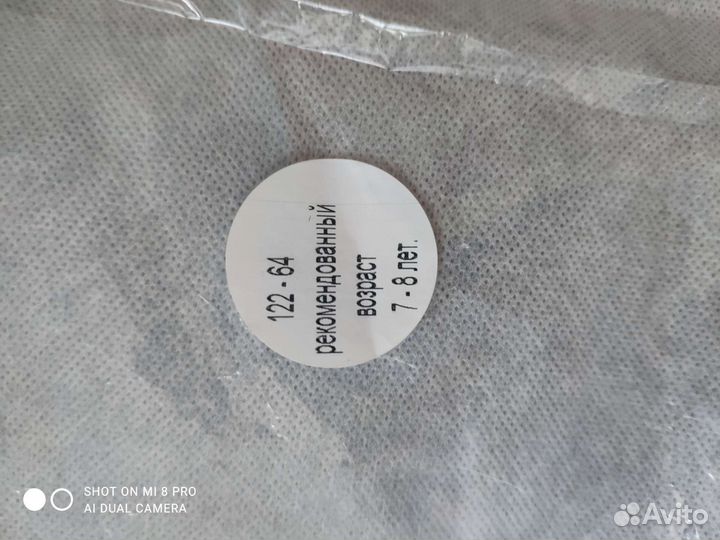 122 - 64
рекомендованный
возраст
7 - 8 лет.
SHOT ON MI 8 PRO
AI DUAL CAMERA
Avito